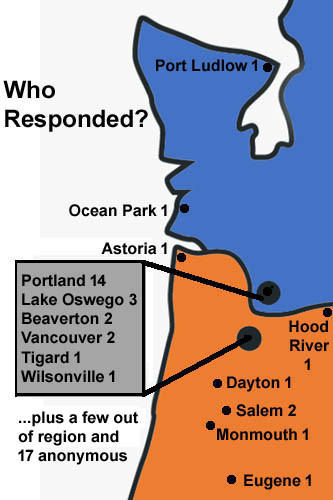 Port Ludlow 1
Who
Responded?
Ocean Park 1
Astoria 1
Portland 14
Lake Oswego 3
Beaverton 2
Vancouver 2
Tigard 1
Wilsonville 1
Hood
River
1
Dayton 1
Salem 2
Monmouth 1
...plus a few out
of region and
17 anonymous
Eugene 1